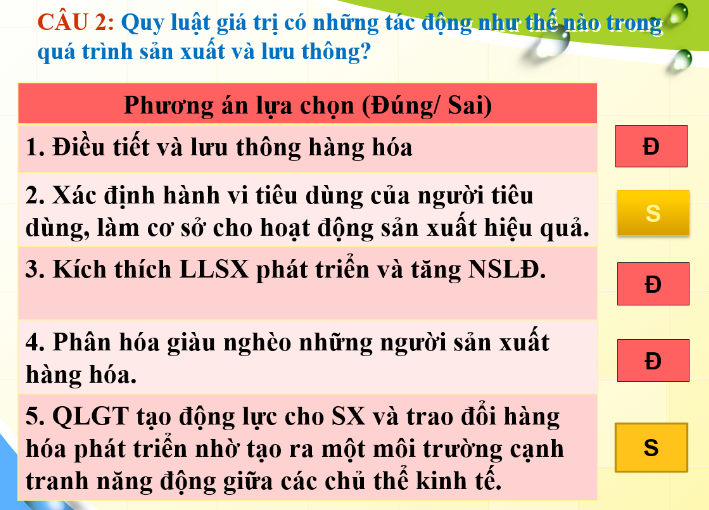 CÂU 2: Quy luật giá trị có những tác động như thế nào trong
quá trình sản xuất và lưu thông?
Phương án lựa chọn (Đúng/ Sai)
1. Điều tiết và lưu thông hàng hóa
Đ
2. Xác định hành vi tiêu dùng của người tiêu
dùng, làm cơ sở cho hoạt động sản xuất hiệu quả.
S
3. Kích thích LLSX phát triển và tăng NSLĐ.
Đ
4. Phân hóa giàu nghèo những người sản xuất
hàng hóa.
Đ
5. QLGT tạo động lực cho SX và trao đổi hàng
hóa phát triển nhờ tạo ra một môi trường cạnh
tranh năng động giữa các chủ thể kinh tế.
S